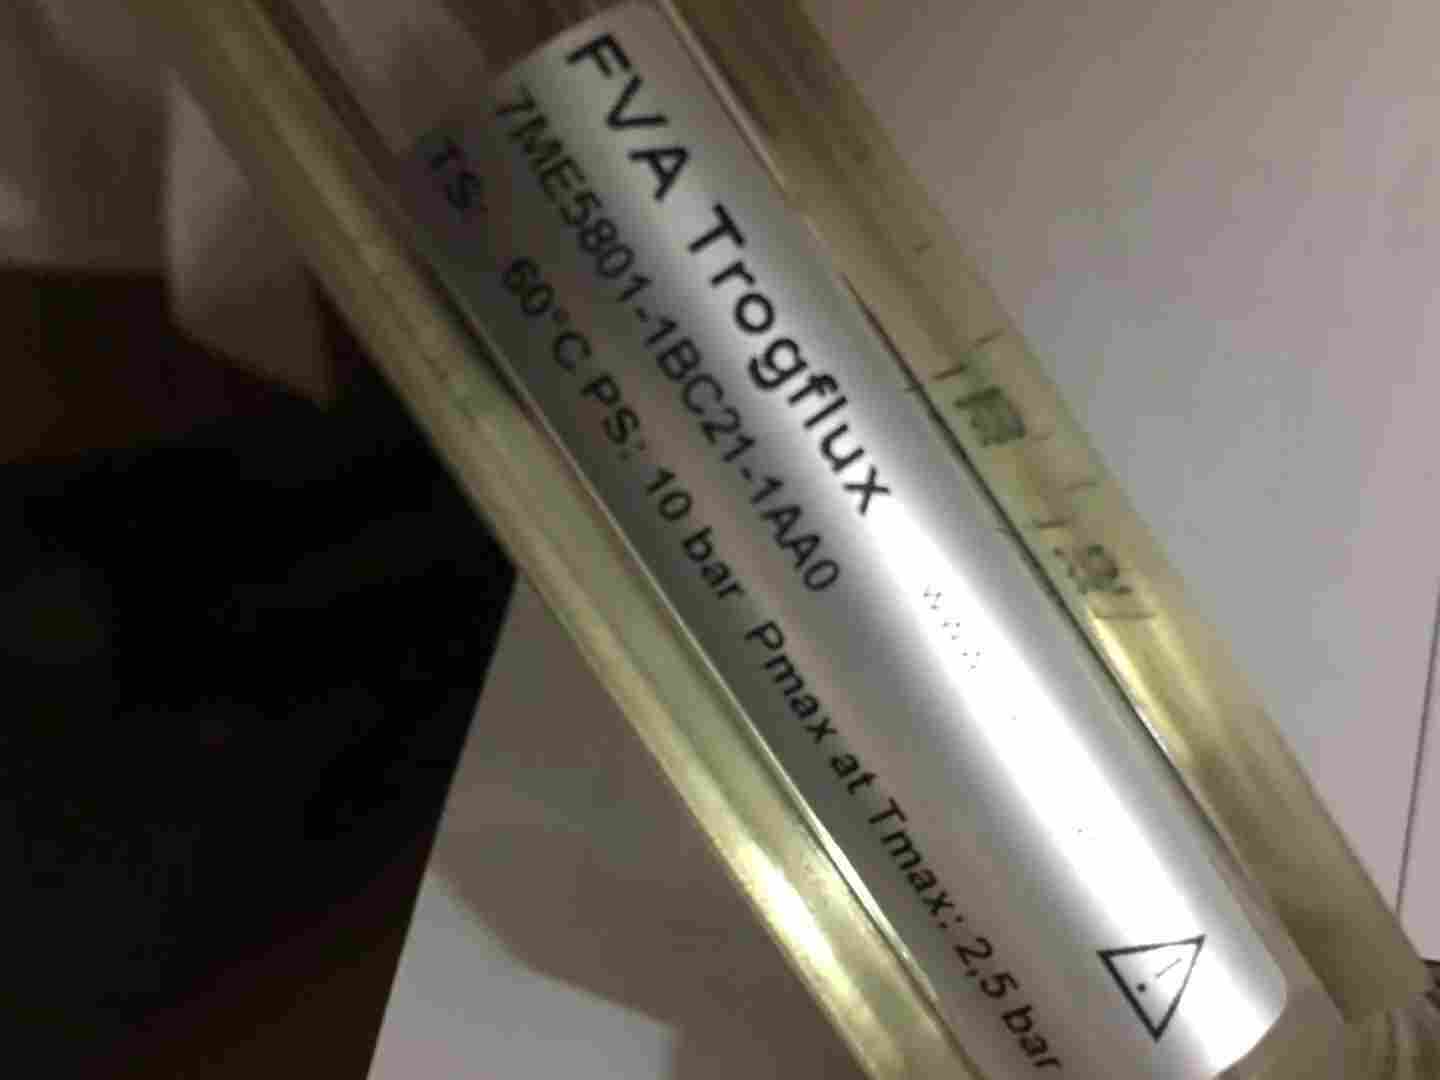 FVA Trogflux
7ME5801-1BC21-1AA0
TS: 60°C PS: 10 bar Pmax at Tmax: 2,5 bar